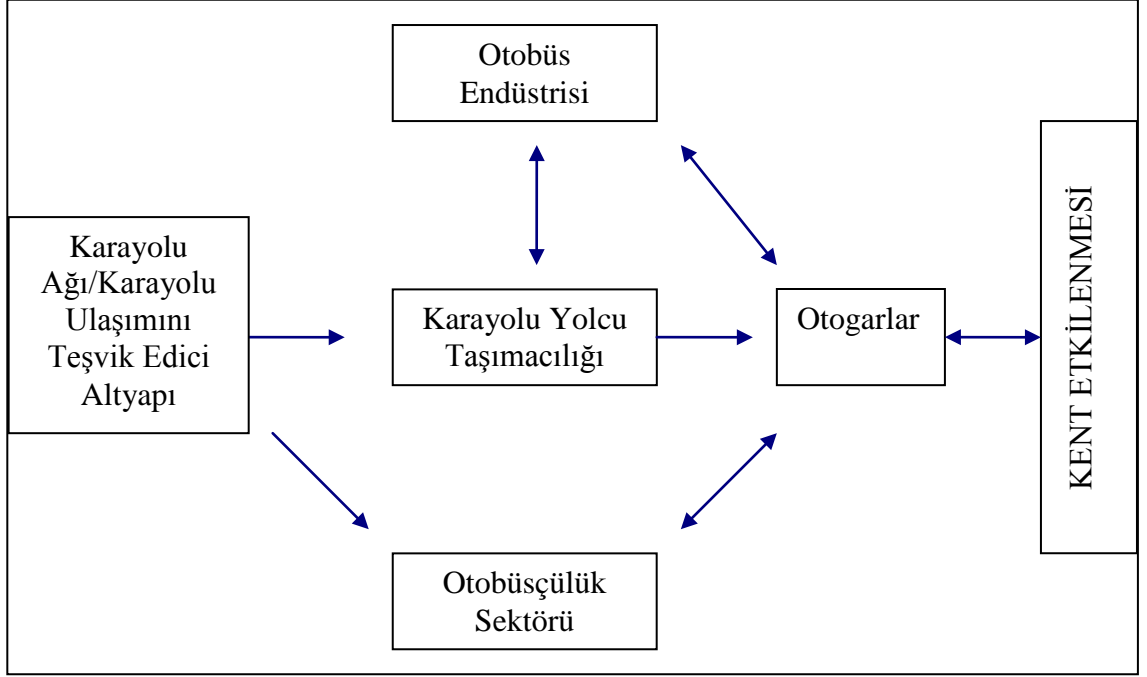 Otobüs
Endüstrisi
Karayolu
Ağı/Karayolu
Ulaşımını
Teşvik Edici
Altyapı
Karayolu Yolcu
Taşımacılığı
Otogarlar
KENT ETKİLENMESİ
Otobüsçülük
Sektörü